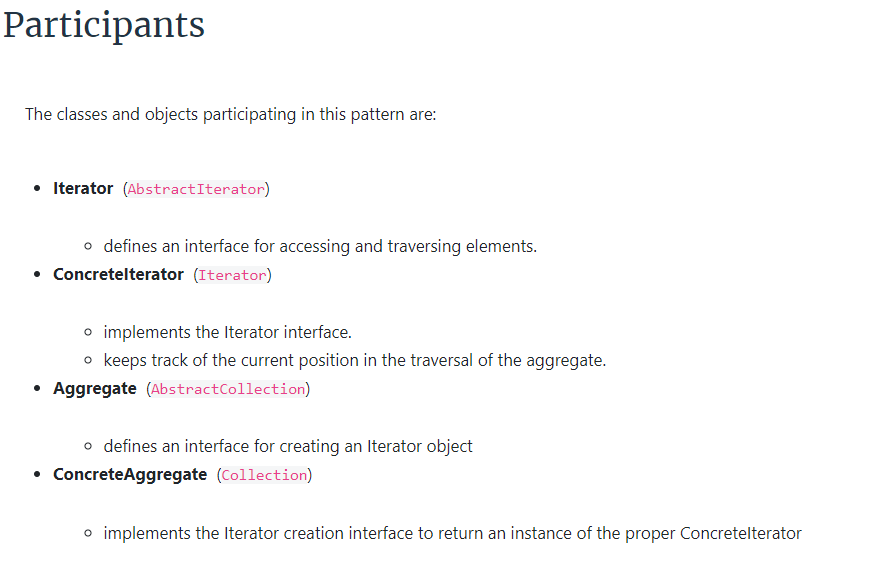 Participants
The classes and objects participating in this pattern are:
• Iterator (AbstractIterator)
◦ defines an interface for accessing and traversing elements.
• ConcreteIterator (Iterator)
◦ implements the Iterator interface.
◦ keeps track of the current position in the traversal of the aggregate.
• Aggregate (AbstractCollection)
◦ defines an interface for creating an Iterator object
• ConcreteAggregate (Collection)
◦ implements the Iterator creation interface to return an instance of the proper ConcreteIterator